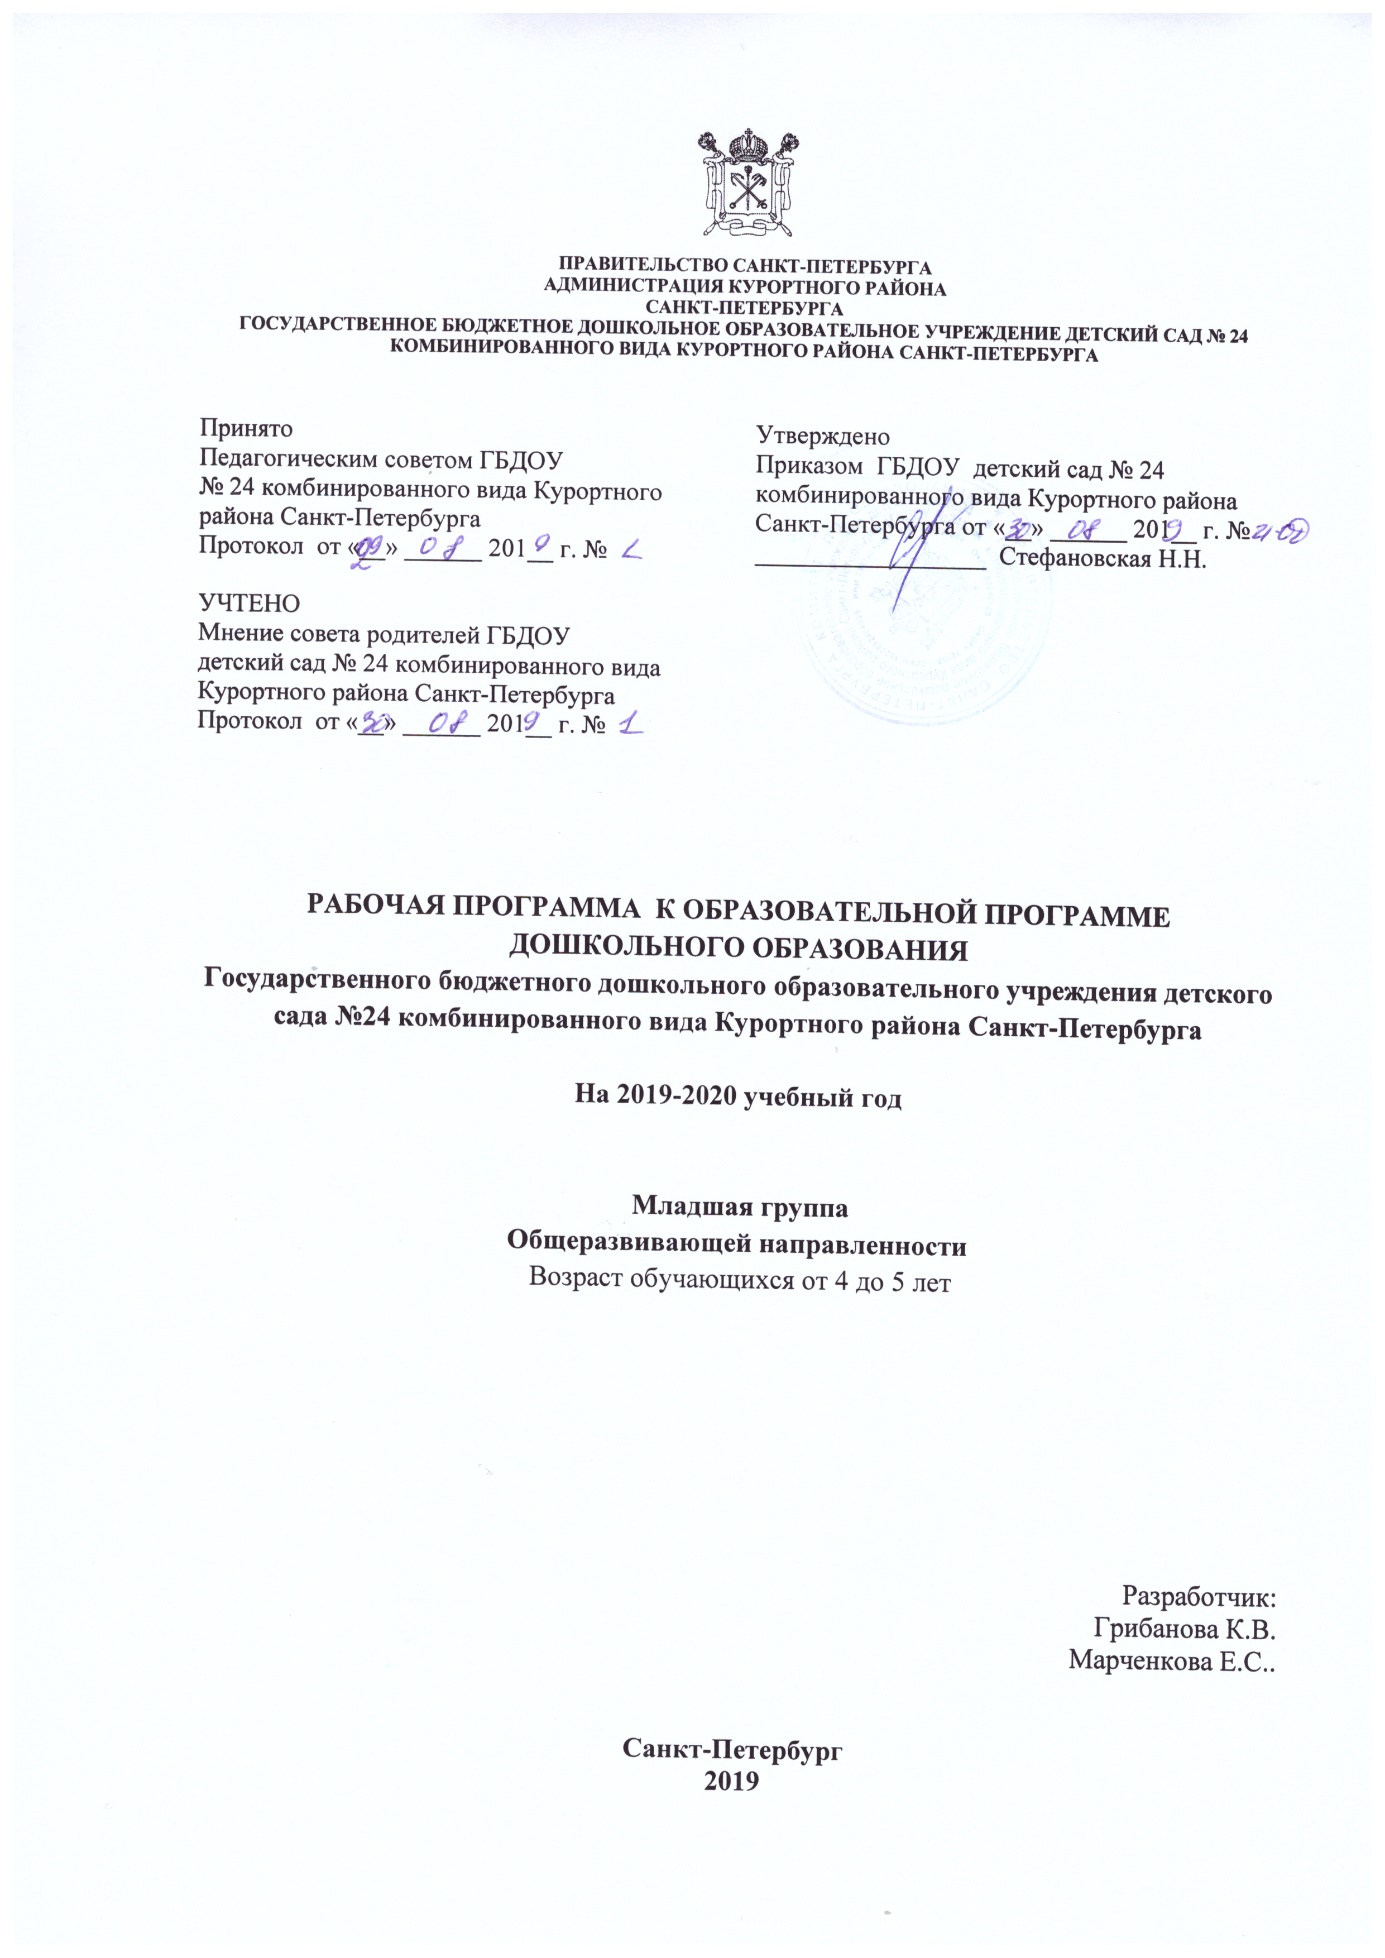 ПРАВИТЕЛЬСТВО САНКТ-ПЕТЕРБУРГА
АДМИНИСТРАЦИЯ КУРОРТНОГО РАЙОНА
САНКТ-ПЕТЕРБУРГА
ГОСУДАРСТВЕННОЕ БЮДЖЕТНОЕ ДОШКОЛЬНОЕ ОБРАЗОВАТЕЛЬНОЕ УЧРЕЖДЕНИЕ ДЕТСКИЙ САД № 24
КОМБИНИРОВАННОГО ВИДА КУРОРТНОГО РАЙОНА САНКТ-ПЕТЕРБУРГА
Принято
Педагогическим советом ГБДОУ
№ 24 комбинированного вида Курортного
района Санкт-Петербурга
Протокол от « » 08 2019 г. №
УЧТЕНО
Мнение совета родителей ГБДОУ
детский сад № 24 комбинированного вида
Курортного района Санкт-Петербурга
Протокол от «30» 08 2019 г. № 1
Утверждено
Приказом ГБДОУ детский сад № 24
комбинированного вида Курортного района
Санкт-Петербурга от «30» 08 2019 г. №
Стефановская Н.Н.
РАБОЧАЯ ПРОГРАММА К ОБРАЗОВАТЕЛЬНОЙ ПРОГРАММЕ
ДОШКОЛЬНОГО ОБРАЗОВАНИЯ
Государственного бюджетного дошкольного образовательного учреждения детского
сада №24 комбинированного вида Курортного района Санкт-Петербурга
На 2019-2020 учебный год
Младшая группа
Общеразвивающей направленности
Возраст обучающихся от 4 до 5 лет
Разработчик:
Грибанова К.В.
Марченкова Е.С..
Санкт-Петербург
2019